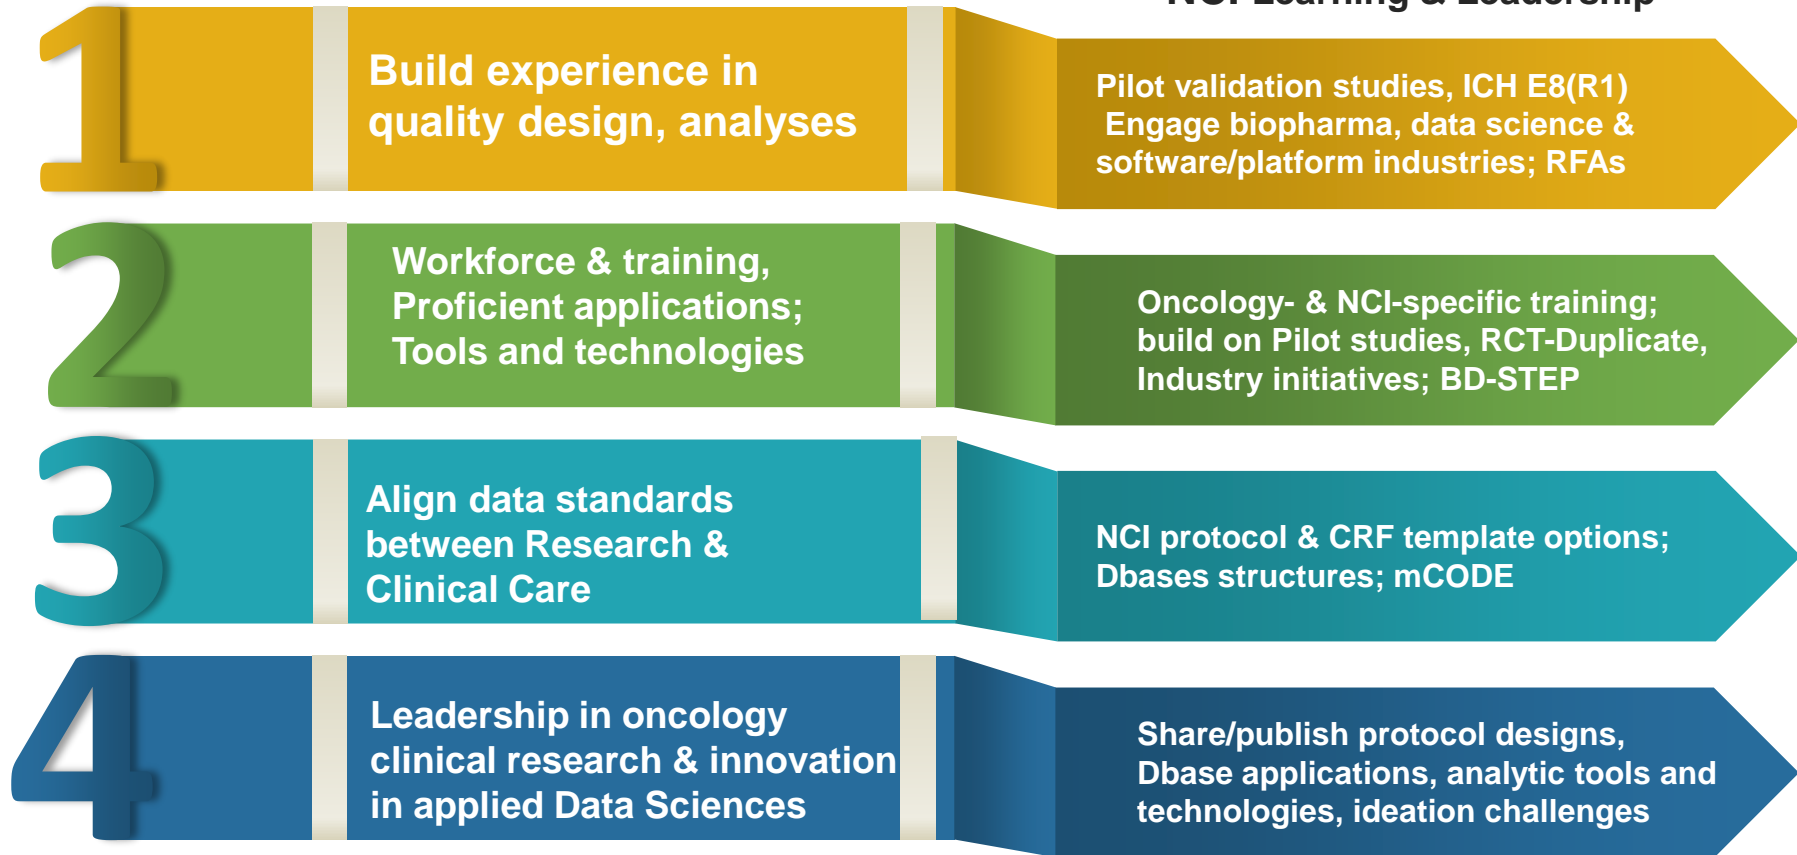 NCI Learning & Leadership
1
Build experience in
quality design, analyses
Pilot validation studies, ICH E8(R1)
Engage biopharma, data science &
software/platform industries; RFAs
2
Workforce & training,
Proficient applications;
Tools and technologies
Oncology- & NCI-specific training;
build on Pilot studies, RCT-Duplicate,
Industry initiatives; BD-STEP
3
Align data standards
between Research &
Clinical Care
NCI protocol & CRF template options;
Dbases structures; mCODE
4
Leadership in oncology
clinical research & innovation
in applied Data Sciences
Share/publish protocol designs,
Dbase applications, analytic tools and
technologies, ideation challenges